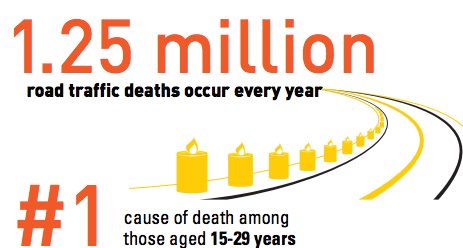 1.25 million
road traffic deaths occur every year
#1
cause of death among
those aged 15-29 years